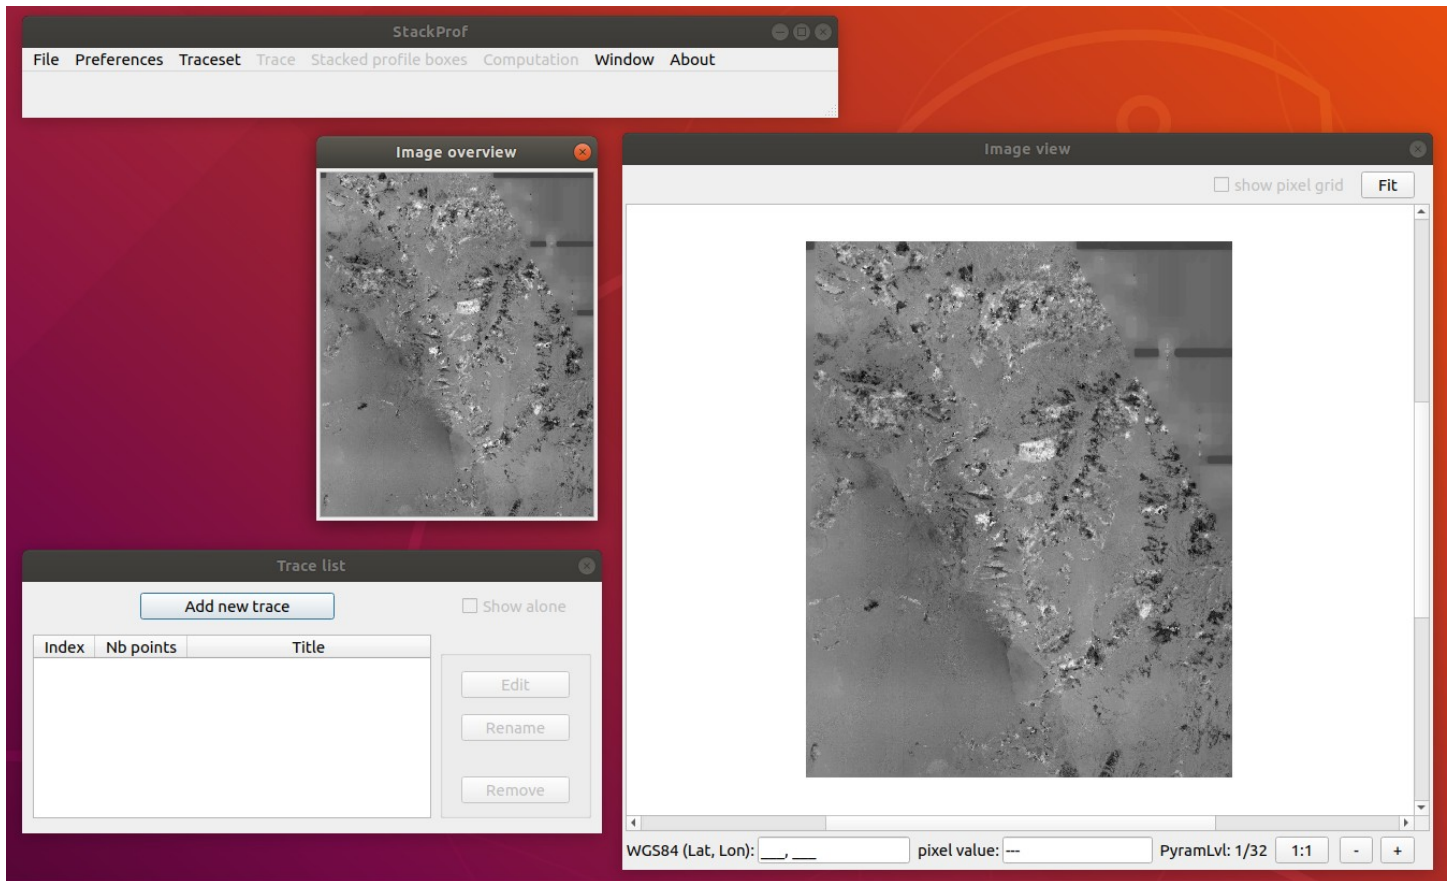 StackProf
File Preferences Traceset Trace Stacked profile boxes Computation Window About
Image overview
Image view
show pixel grid Fit
Trace list
Add new trace Show alone
Index Nb points Title
Edit
Rename
Remove
WGS84 (Lat, Lon): ___, ___ pixel value: --- PyramLvl: 1/32 1:1 - +